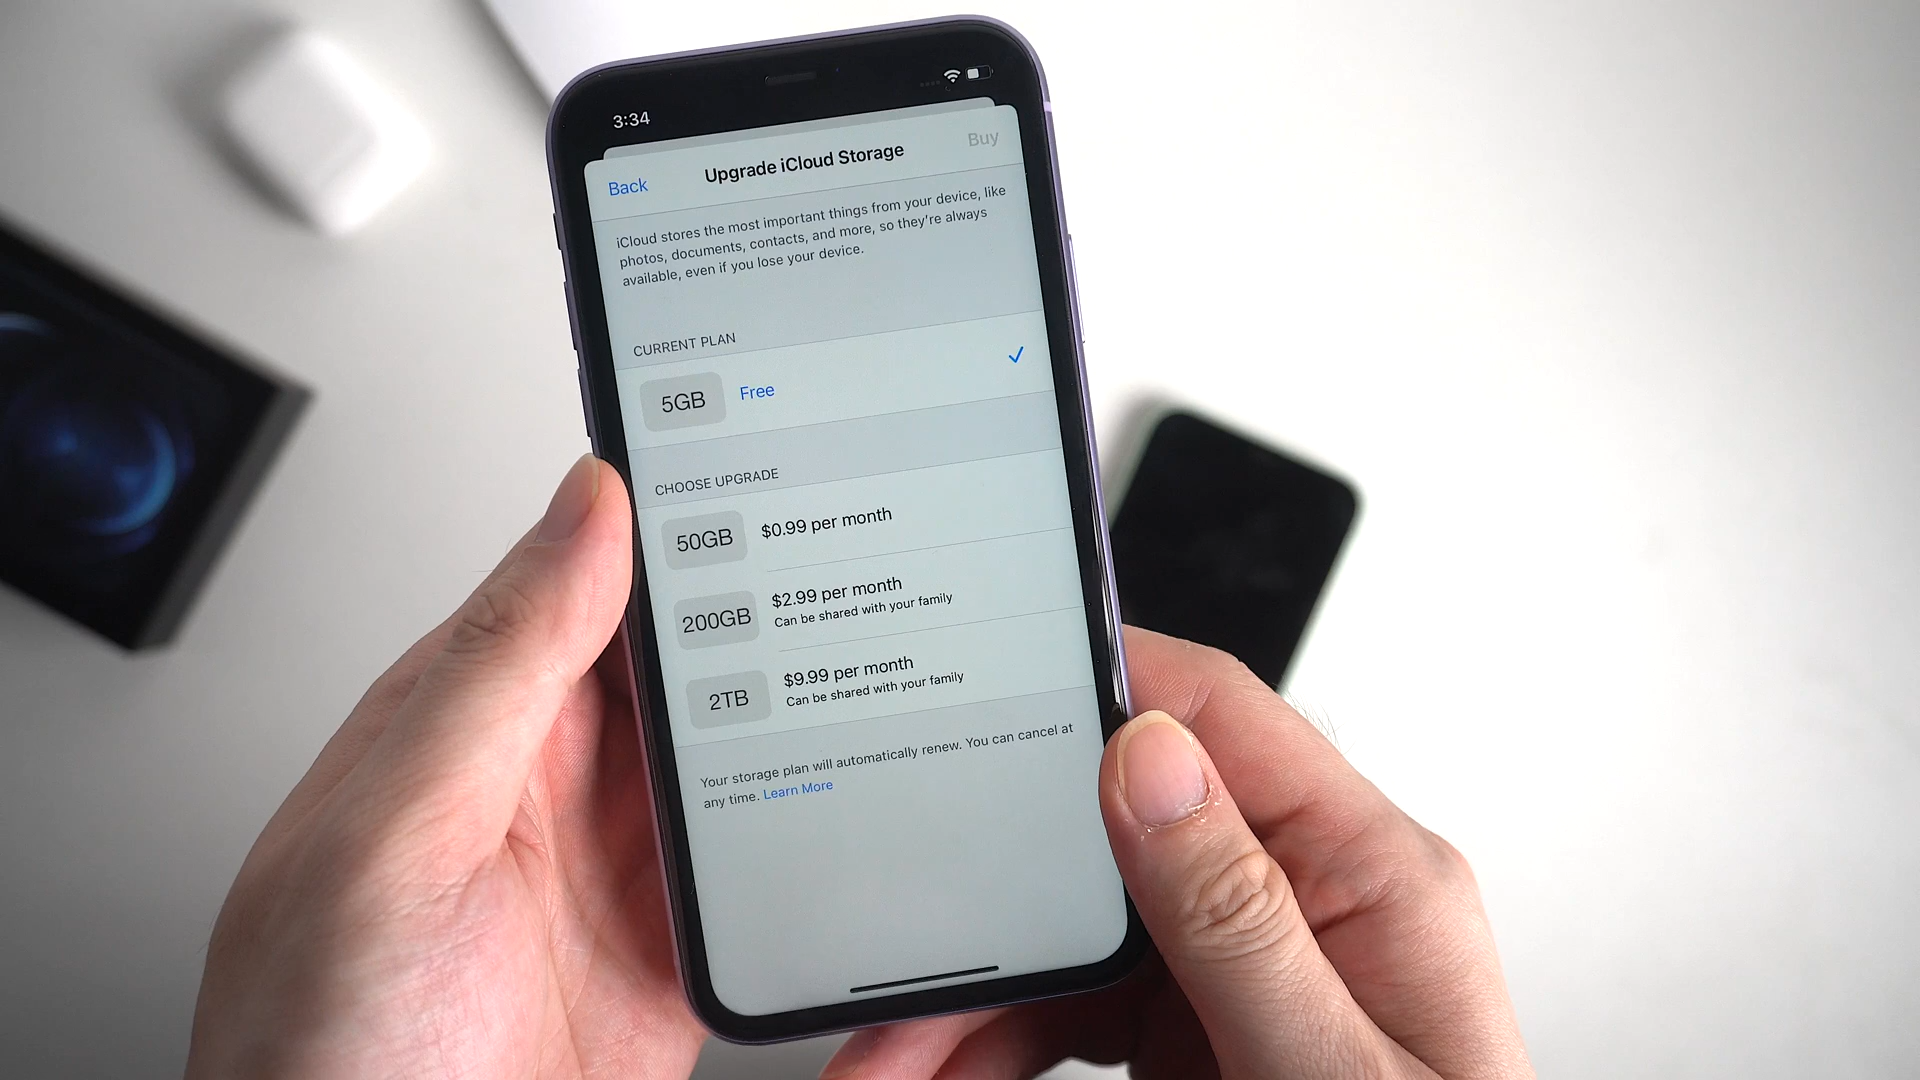 3:34
Back
Upgrade iCloud Storage
Buy
iCloud stores the most important things from your device, like
photos, documents, contacts, and more, so they're always
available, even if you lose your device.
CURRENT PLAN
5GB
Free
CHOOSE UPGRADE
50GB
$0.99 per month
200GB
$2.99 per month
Can be shared with your family
2TB
$9.99 per month
Can be shared with your family
Your storage plan will automatically renew. You can cancel at
any time. Learn More